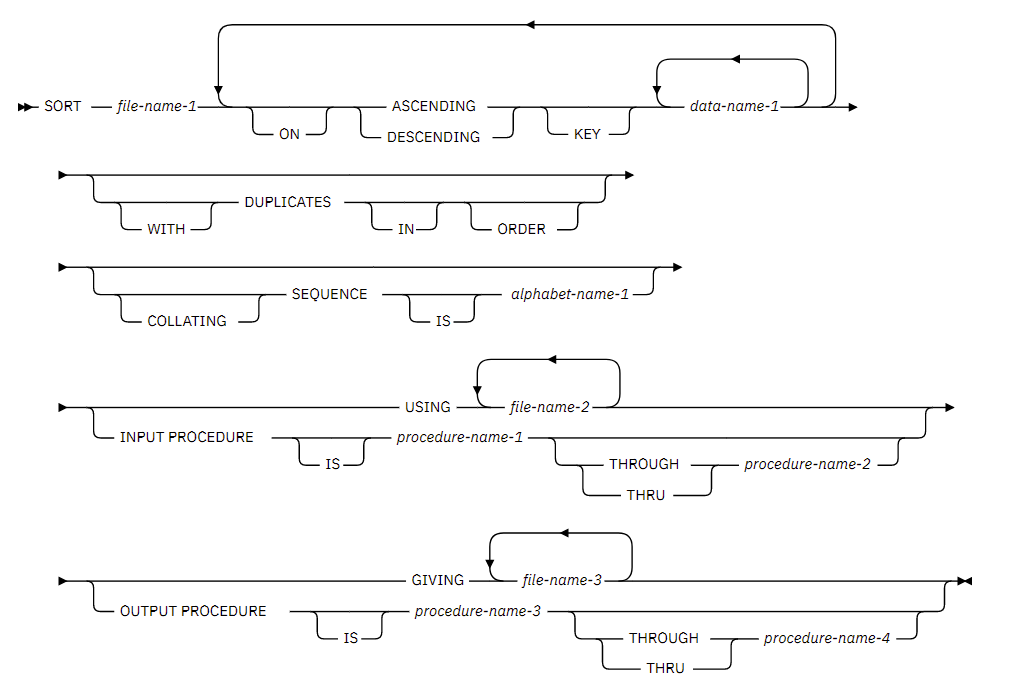 SORT file-name-1 ASCENDING data-name-1
ON DESCENDING KEY
DUPLICATES
WITH IN ORDER
SEQUENCE alphabet-name-1
COLLATING IS
USING file-name-2
INPUT PROCEDURE procedure-name-1
IS THROUGH procedure-name-2
THRU
GIVING file-name-3
OUTPUT PROCEDURE procedure-name-3
IS THROUGH procedure-name-4
THRU